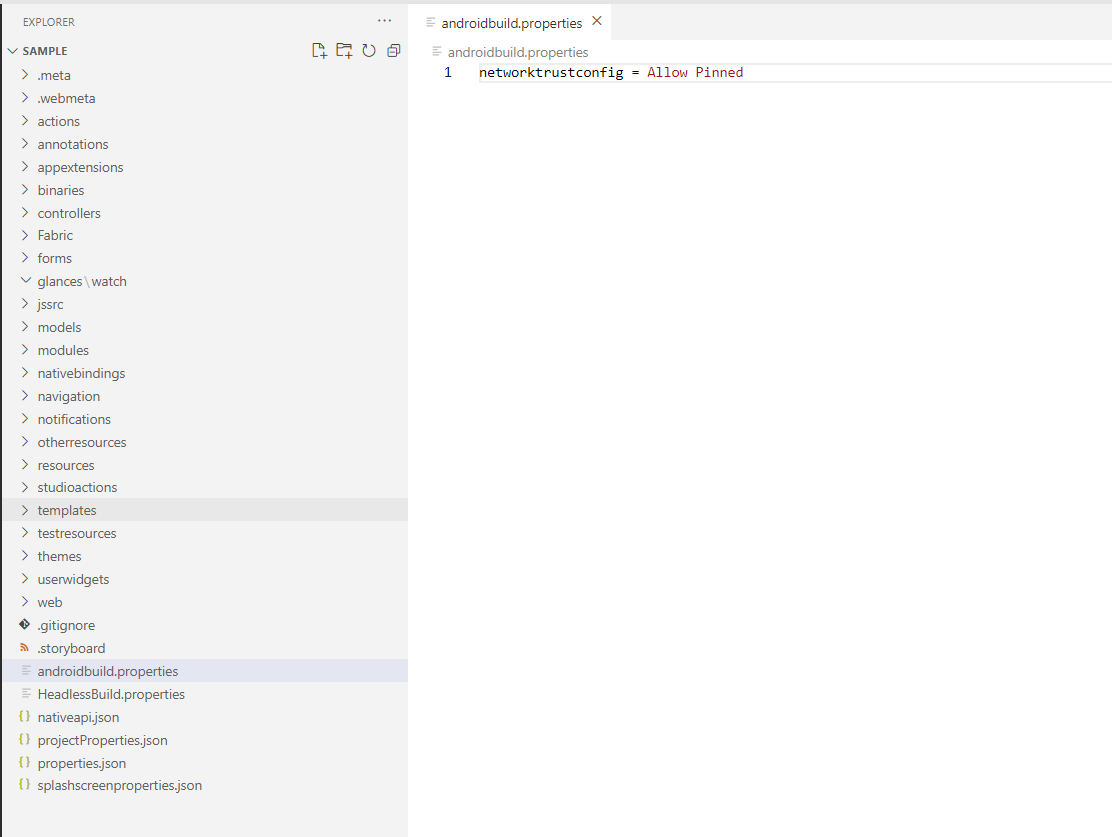 EXPLORER
SAMPLE
.meta
.webmeta
actions
annotations
appextensions
binaries
controllers
Fabric
forms
glances\watch
jssrc
models
modules
nativebindings
navigation
notifications
otherresources
resources
studioactions
templates
testresources
themes
userwidgets
web
.gitignore
.storyboard
androidbuild.properties
HeadlessBuild.properties
{} nativeapi.json
{} projectProperties.json
{} properties.json
{} splashscreenproperties.json
androidbuild.properties
androidbuild.properties
1 networktrustconfig = Allow Pinned